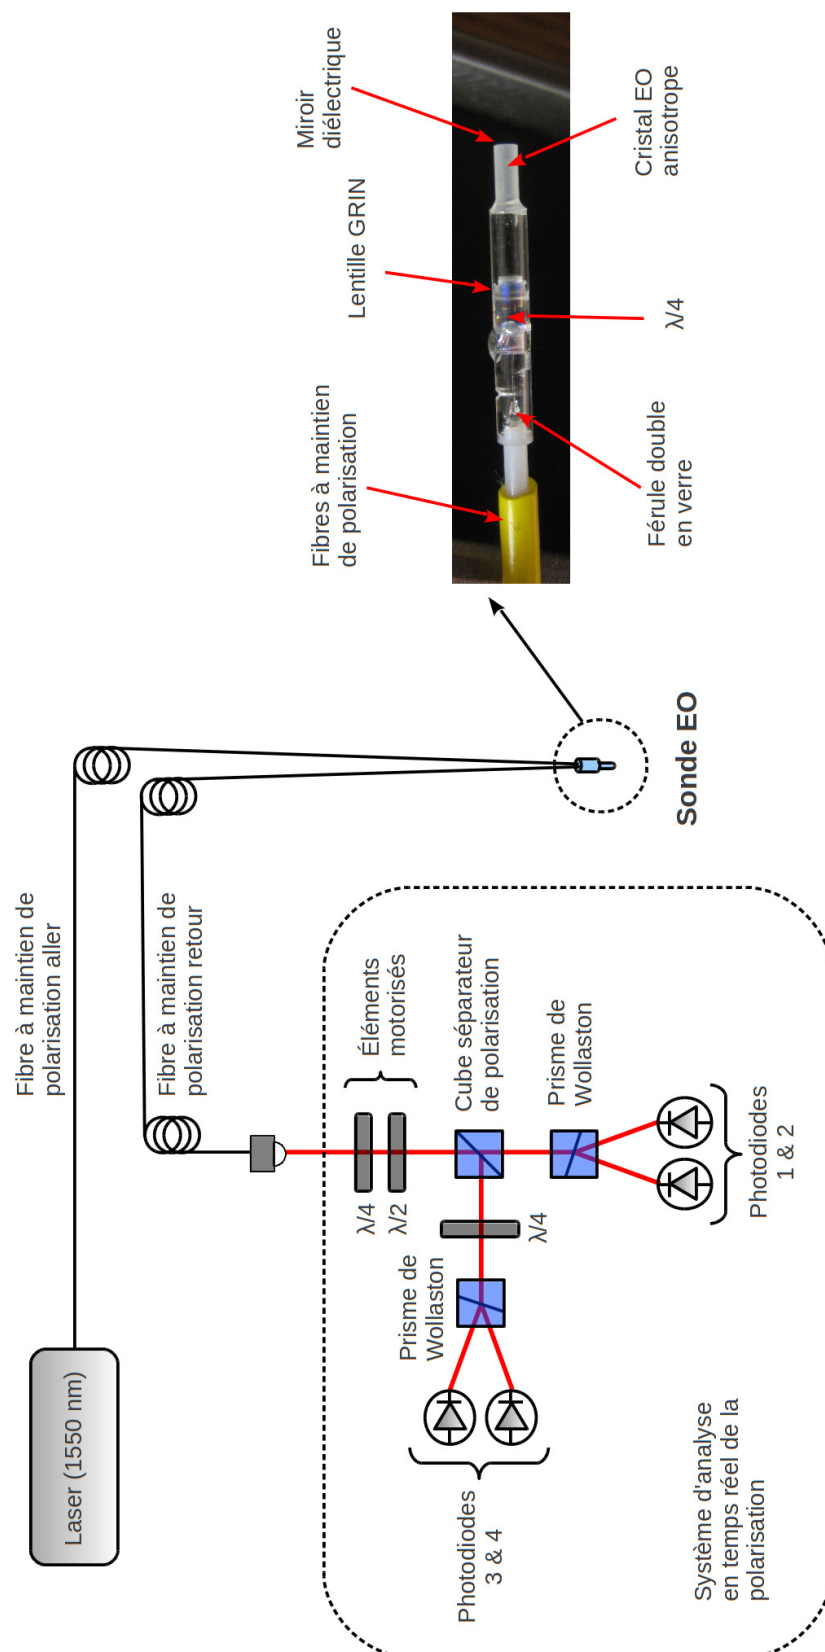 Laser (1550 nm)
Fibre à maintien de
polarisation aller
Fibre à maintien de
polarisation retour
Éléments
motorisés
λ/4
λ/2
Cube séparateur
de polarisation
Prisme de
Wollaston
Photodiodes
1 & 2
λ/4
Prisme de
Wollaston
Photodiodes
3 & 4
Système d'analyse
en temps réel de la
polarisation
Sonde EO
Fibres à maintien
de polarisation
Lentille GRIN
Miroir
diélectrique
Férule double
en verre
λ/4
Cristal EO
anisotrope